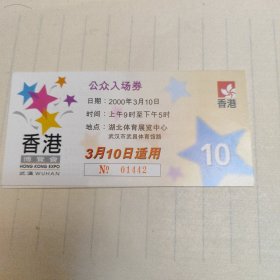 公众入场券
日期：2000年3月10日
时间：上午9时至下午5时
地点：湖北体育展览中心
武汉市武昌体育馆路
3月10日适用
No 01442
香港
博览会
HONG KONG EXPO
武汉 WUHAN
香港
10